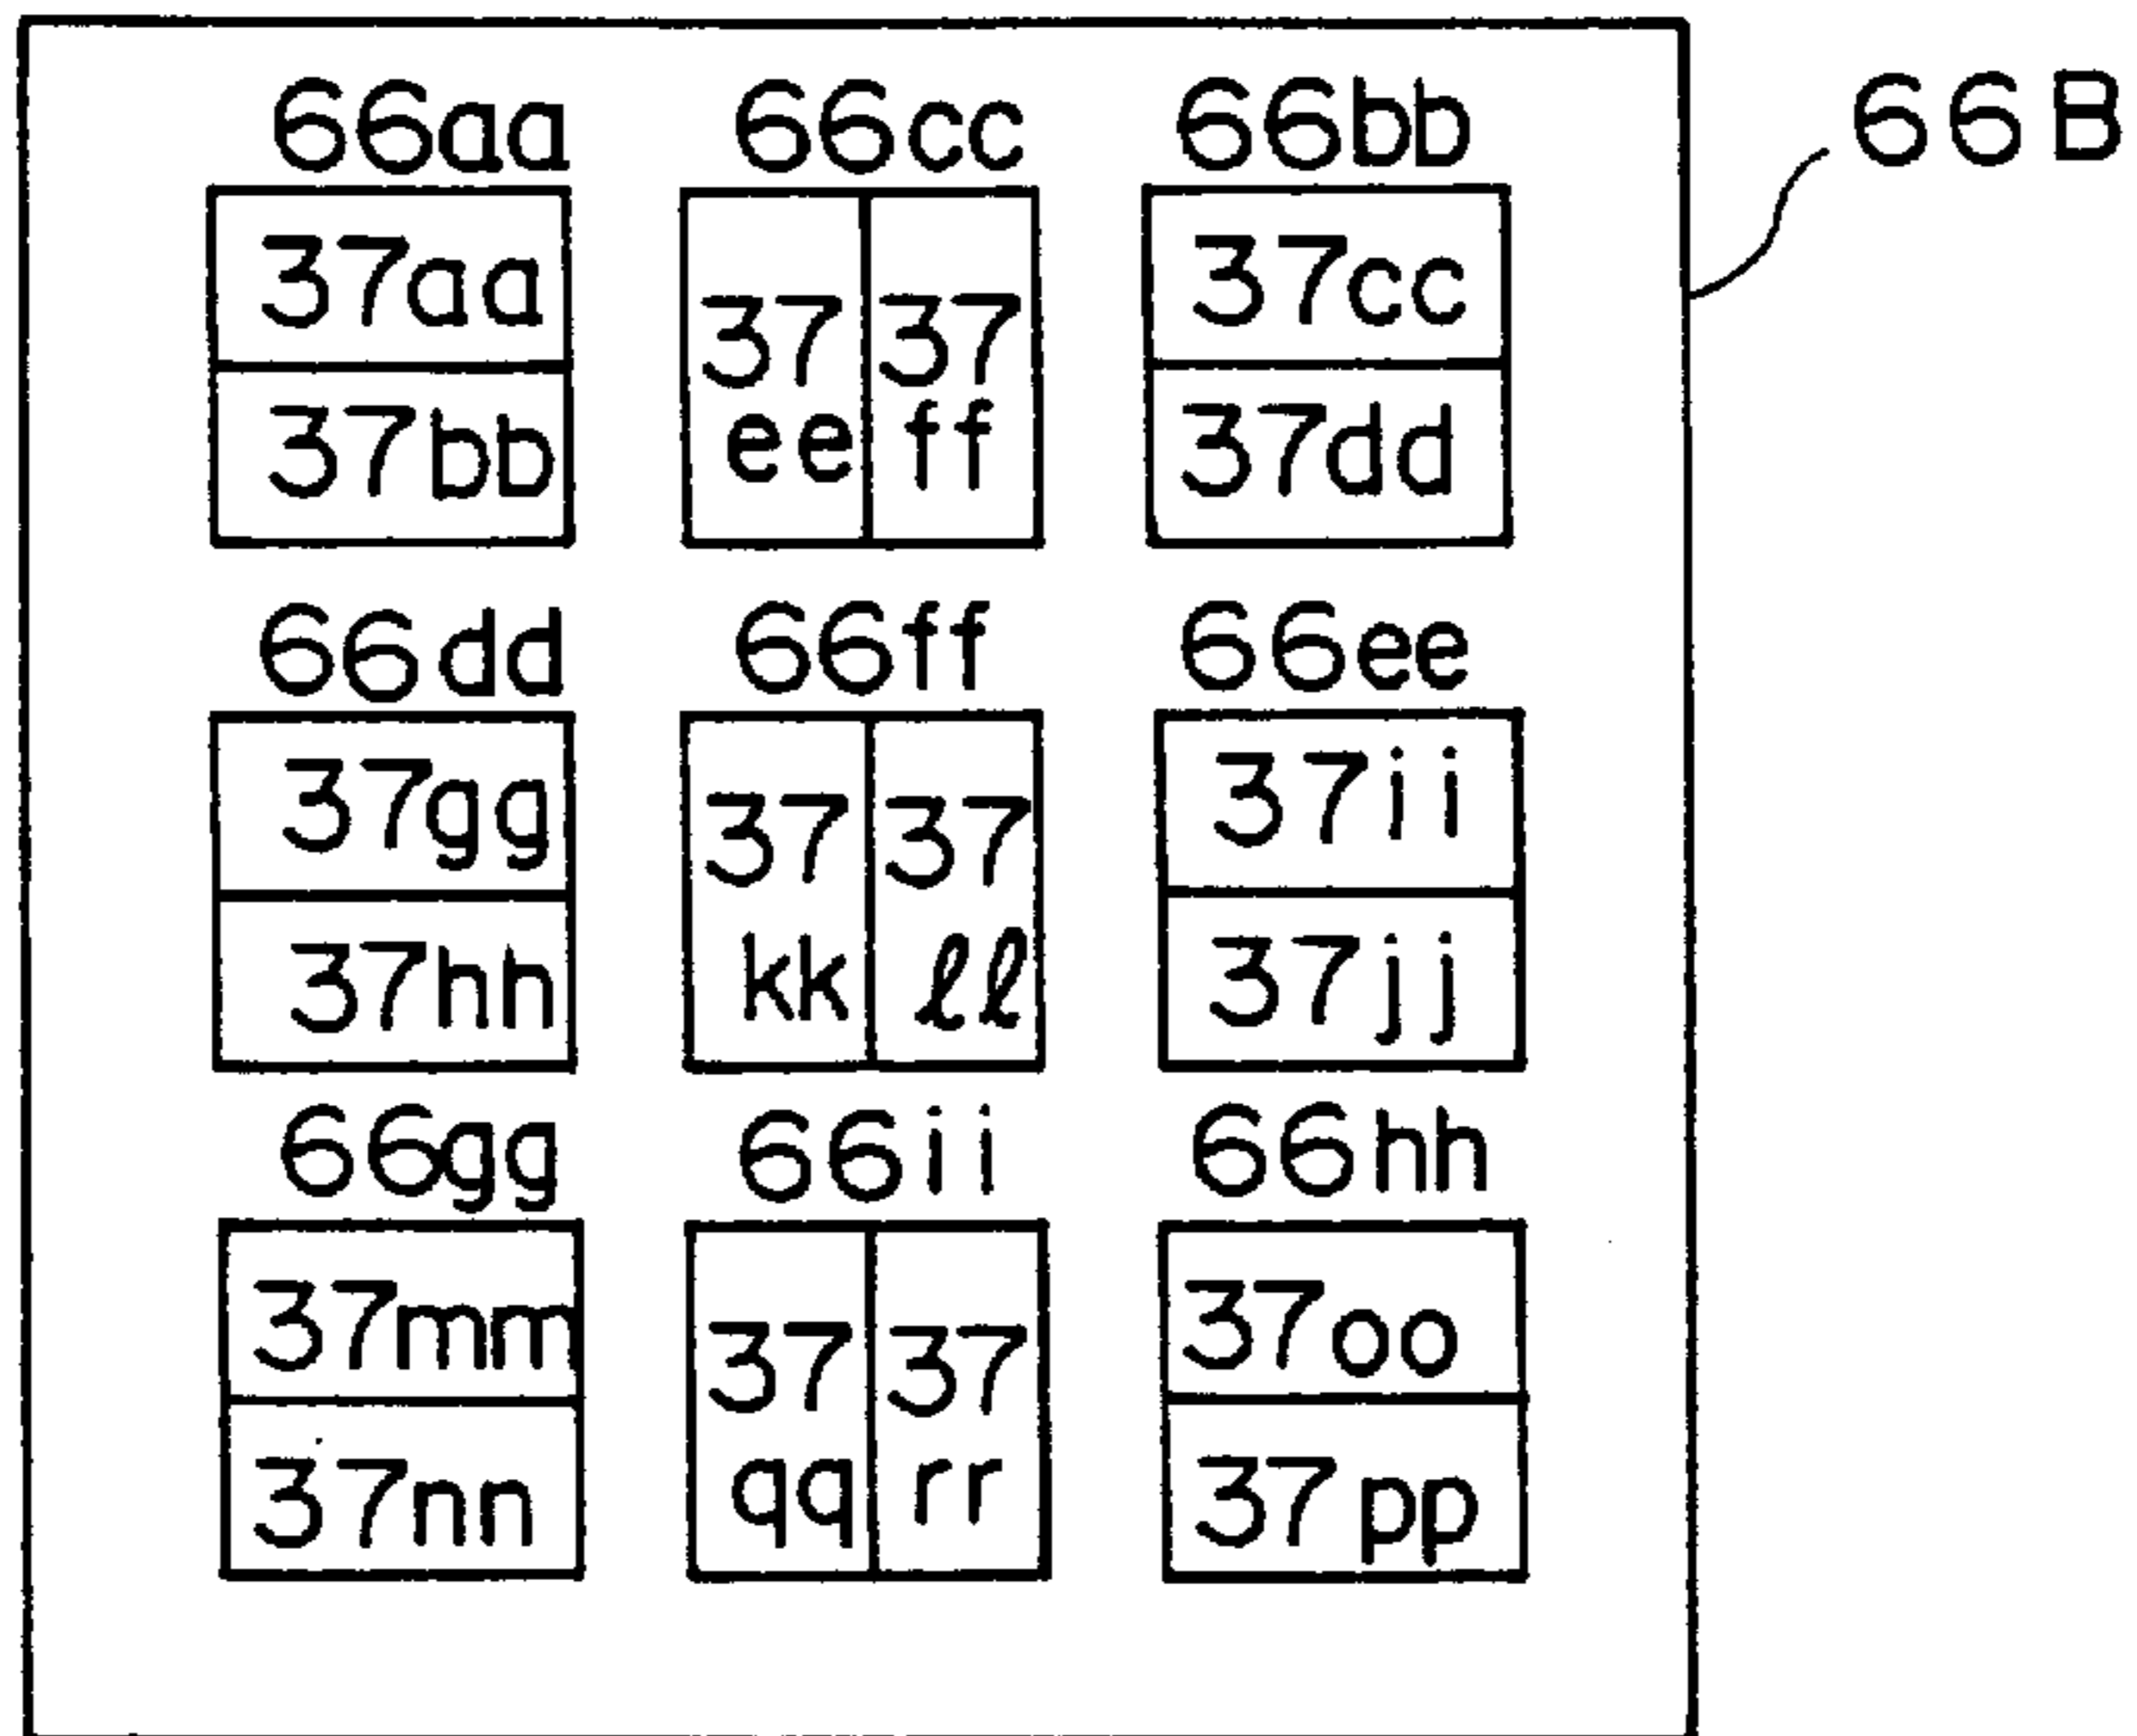 66aa 66cc 66bb 66B
37aa 37 37 37cc
37bb ee ff 37dd
66dd 66ff 66ee
37gg 37 37 37ii
37hh kk ℓℓ 37jj
66gg 66ii 66hh
37mm 37 37 37oo
37nn qq rr 37pp